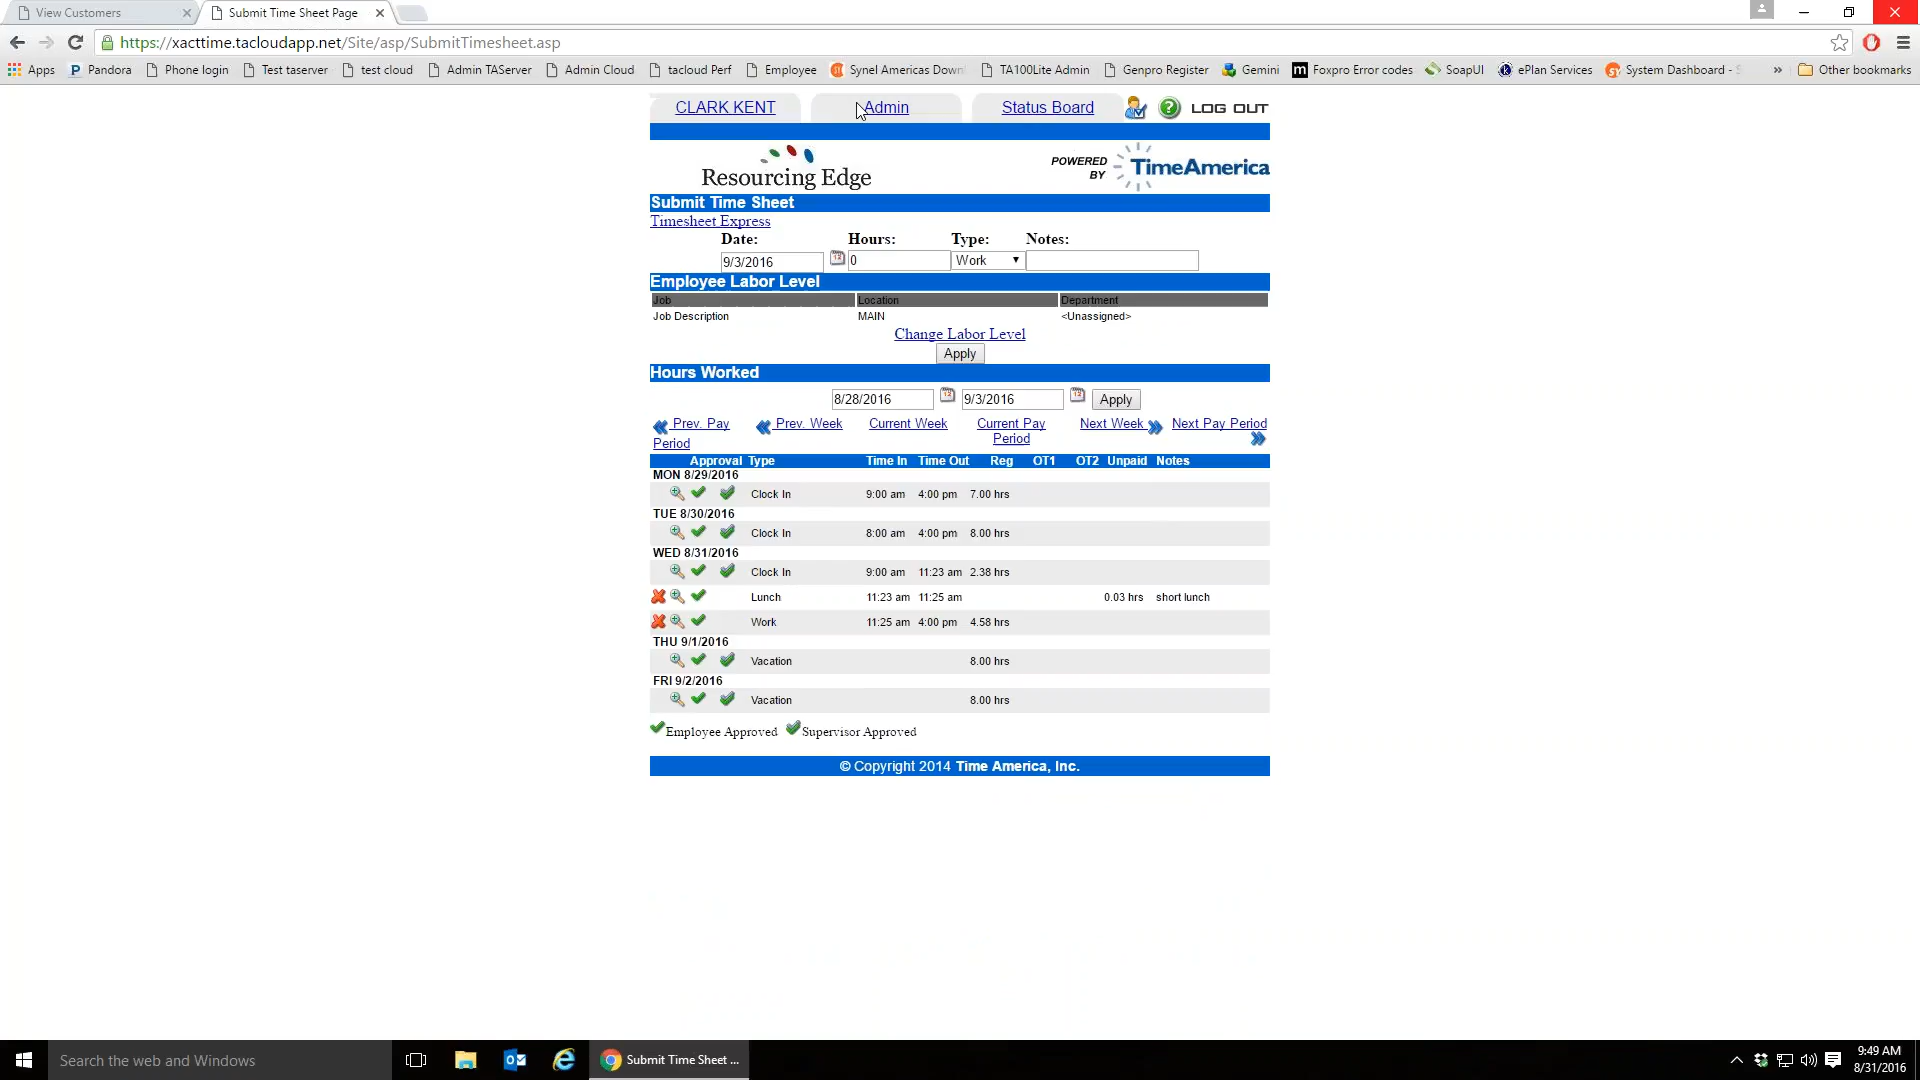 View Customers
Submit Time Sheet Page
https://xacttime.tacloudapp.net/Site/asp/SubmitTimesheet.asp
Apps Pandora Phone login Test taserver test cloud Admin TAServer Admin Cloud tacloud Perf Employee Synel Americas Down TA100Lite Admin Genpro Register Gemini Foxpro Error codes SoapUI ePlan Services System Dashboard - » Other bookmarks
CLARK KENT Admin Status Board LOG OUT
Resourcing Edge POWERED BY TimeAmerica
Submit Time Sheet
Timesheet Express
Date: Hours: Type: Notes:
9/3/2016 0 Work
Employee Labor Level
Job Location Department
Job Description MAIN <Unassigned>
Change Labor Level
Apply
Hours Worked
8/28/2016 9/3/2016 Apply
Prev. Pay Period Prev. Week Current Week Current Pay Period Next Week Next Pay Period
Approval Type Time In Time Out Reg OT1 OT2 Unpaid Notes
MON 8/29/2016
Clock In 9:00 am 4:00 pm 7.00 hrs
TUE 8/30/2016
Clock In 8:00 am 4:00 pm 8.00 hrs
WED 8/31/2016
Clock In 9:00 am 11:23 am 2.38 hrs
Lunch 11:23 am 11:25 am 0.03 hrs short lunch
Work 11:25 am 4:00 pm 4.58 hrs
THU 9/1/2016
Vacation 8.00 hrs
FRI 9/2/2016
Vacation 8.00 hrs
Employee Approved Supervisor Approved
© Copyright 2014 Time America, Inc.
Search the web and Windows
Submit Time Sheet ...
9:49 AM
8/31/2016